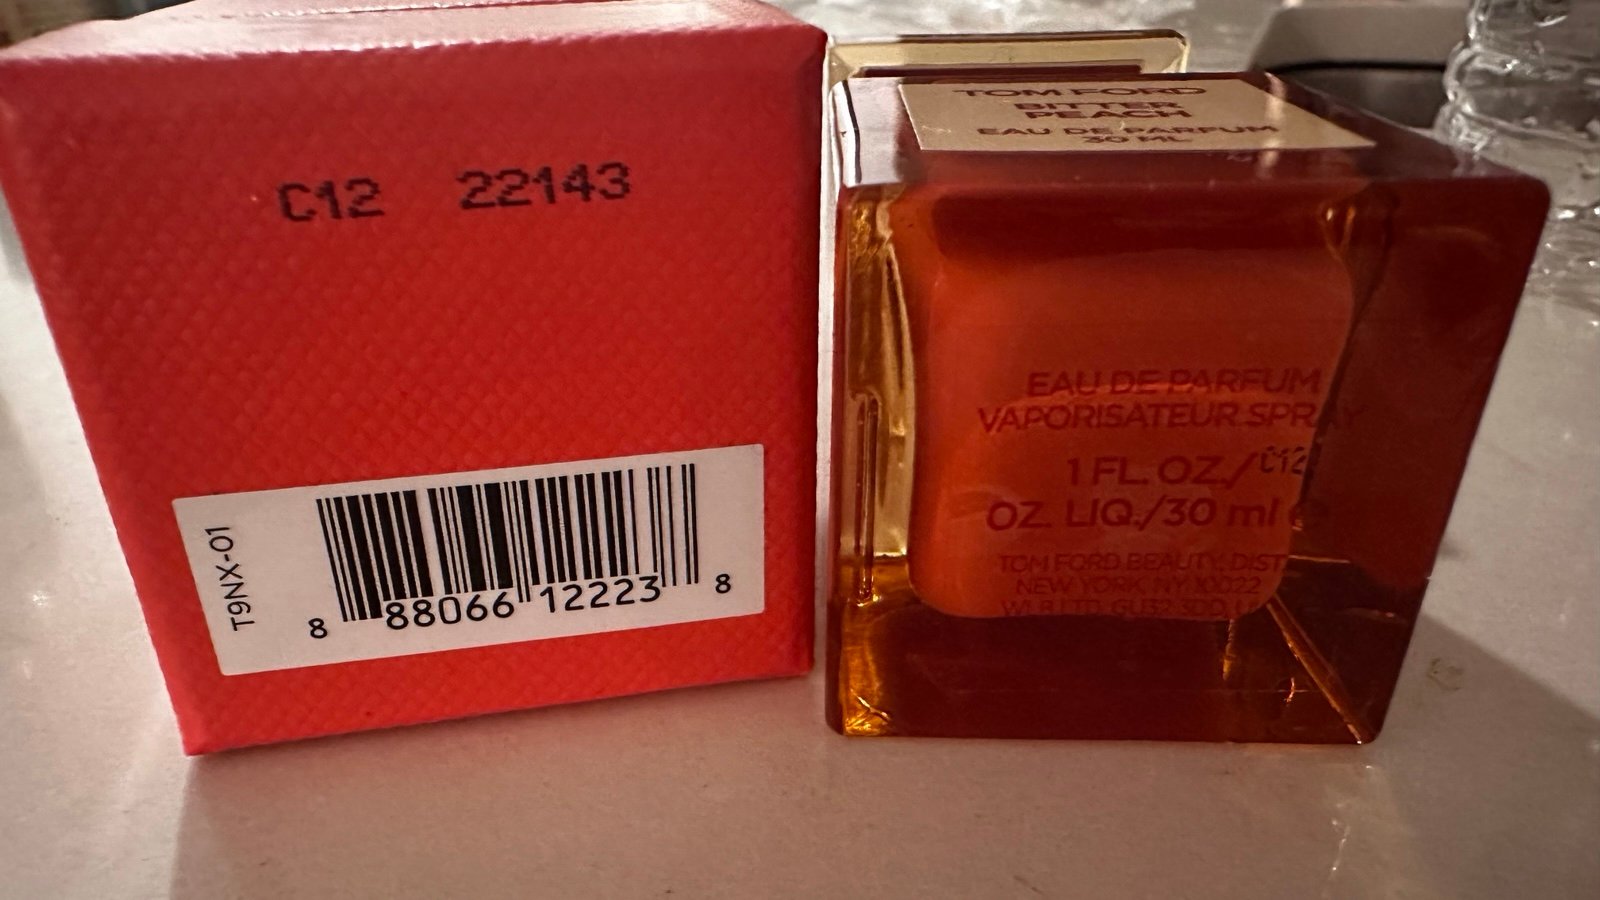 C12 22143
T9NX-01
8 88066 12223 8
TOM FORD
BITTER
PEACH
EAU DE PARFUM
30 ML
EAU DE PARFUM
VAPORISATEUR SPRAY
1 FL. OZ./
C12
OZ. LIQ./30 ml e
TOM FORD BEAUTY, DIST.
NEW YORK NY 10022